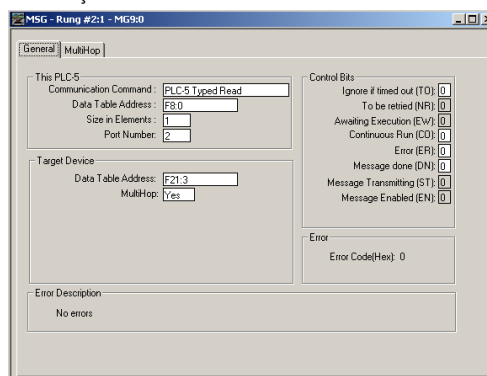 MSG - Rung #2:1 - MG9:0
General
MultiHop
This PLC-5
Communication Command : PLC-5 Typed Read
Data Table Address : F8:0
Size in Elements : 1
Port Number: 2
Target Device
Data Table Address: F21:3
MultiHop: Yes
Control Bits
Ignore if timed out (TO): 0
To be retried (NR): 0
Awaiting Execution (EW): 0
Continuous Run (CO): 0
Error (ER): 0
Message done (DN): 0
Message Transmitting (ST): 0
Message Enabled (EN): 0
Error
Error Code(Hex): 0
Error Description
No errors